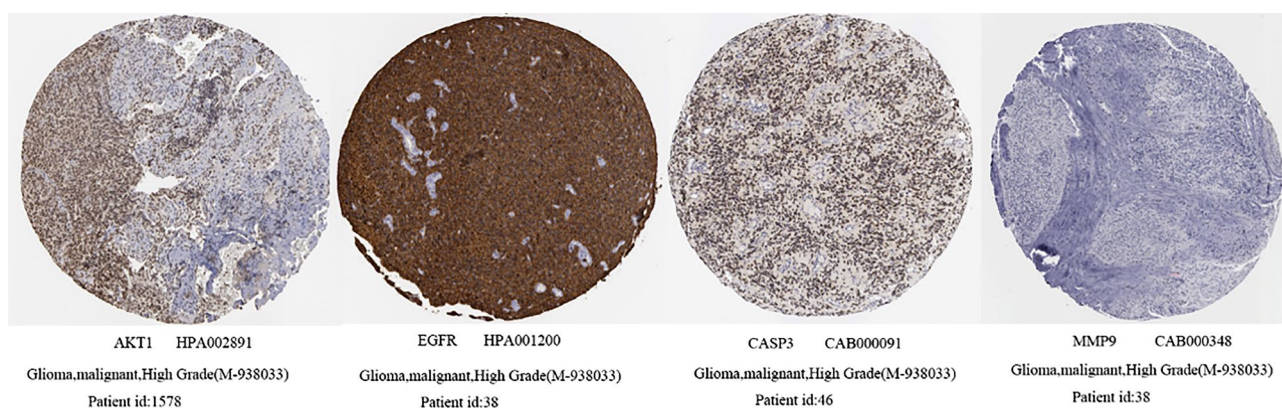 AKT1 HPA002891
Glioma,malignant,High Grade(M-938033)
Patient id:1578
EGFR HPA001200
Glioma,malignant,High Grade(M-938033)
Patient id:38
CASP3 CAB000091
Glioma,malignant,High Grade(M-938033)
Patient id:46
MMP9 CAB000348
Glioma,malignant,High Grade(M-938033)
Patient id:38